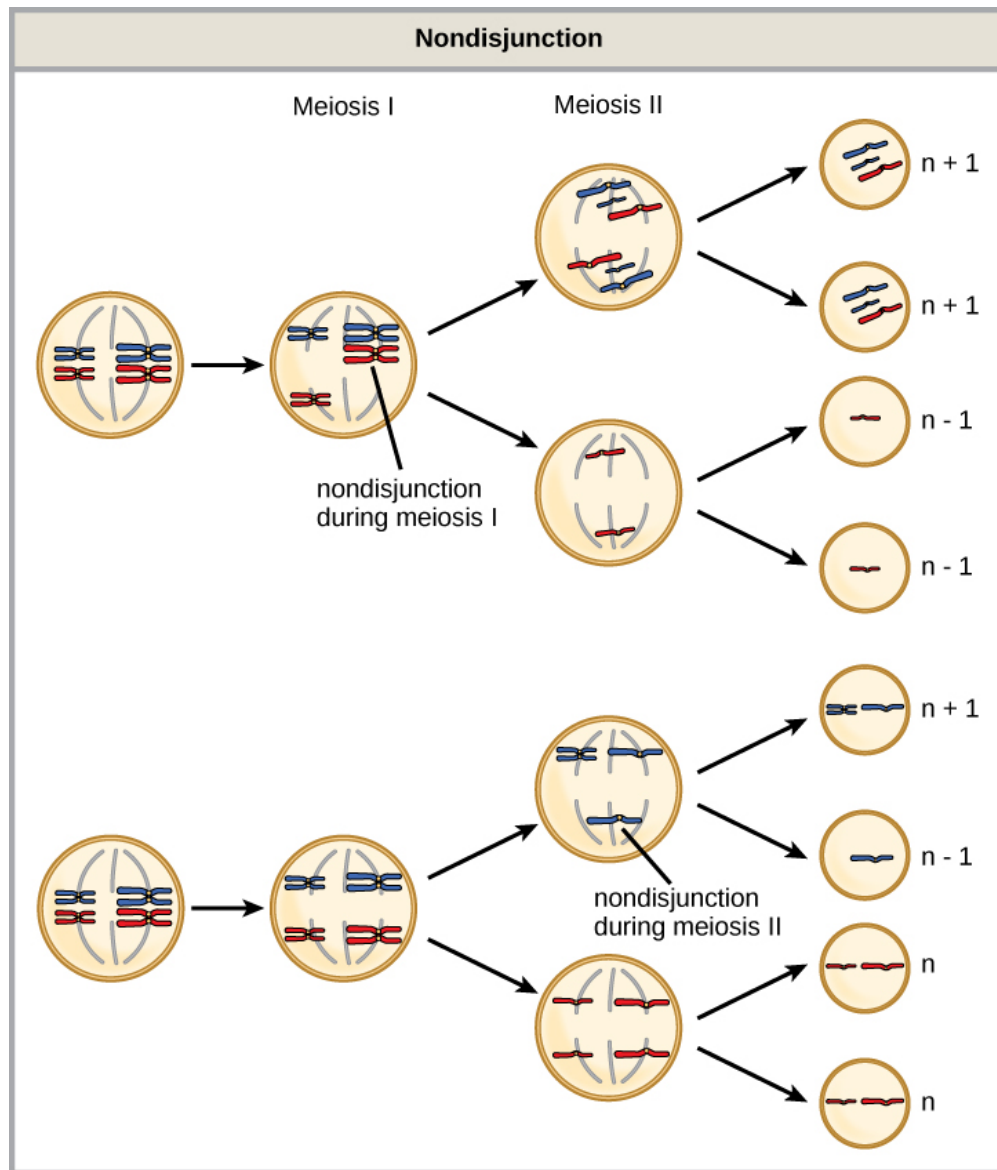 Nondisjunction
Meiosis I
Meiosis II
n + 1
n + 1
n - 1
nondisjunction
during meiosis I
n - 1
n + 1
n - 1
nondisjunction
during meiosis II
n
n